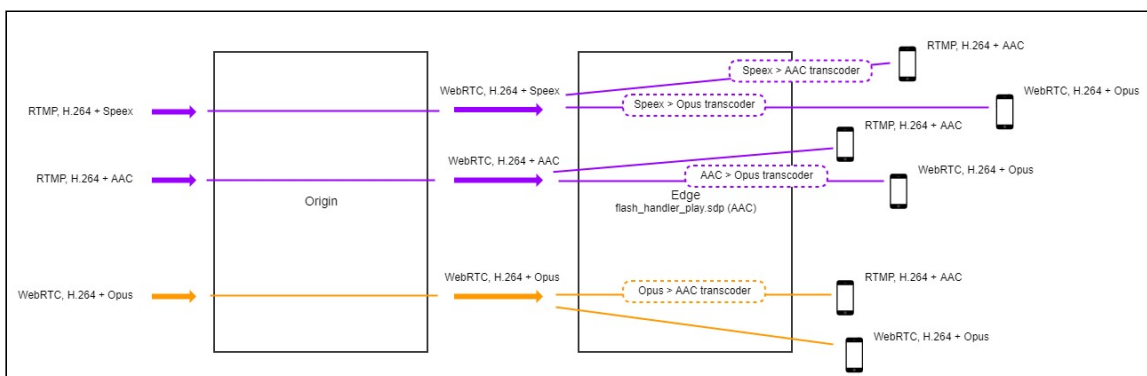 RTMP, H.264 + AAC
Speex > AAC transcoder
WebRTC, H.264 + Speex
WebRTC, H.264 + Opus
RTMP, H.264 + Speex
Speex > Opus transcoder
RTMP, H.264 + AAC
WebRTC, H.264 + AAC
WebRTC, H.264 + Opus
RTMP, H.264 + AAC
AAC > Opus transcoder
Origin
Edge
flash_handler_play.sdp (AAC)
WebRTC, H.264 + Opus
RTMP, H.264 + AAC
WebRTC, H.264 + Opus
Opus > AAC transcoder
WebRTC, H.264 + Opus